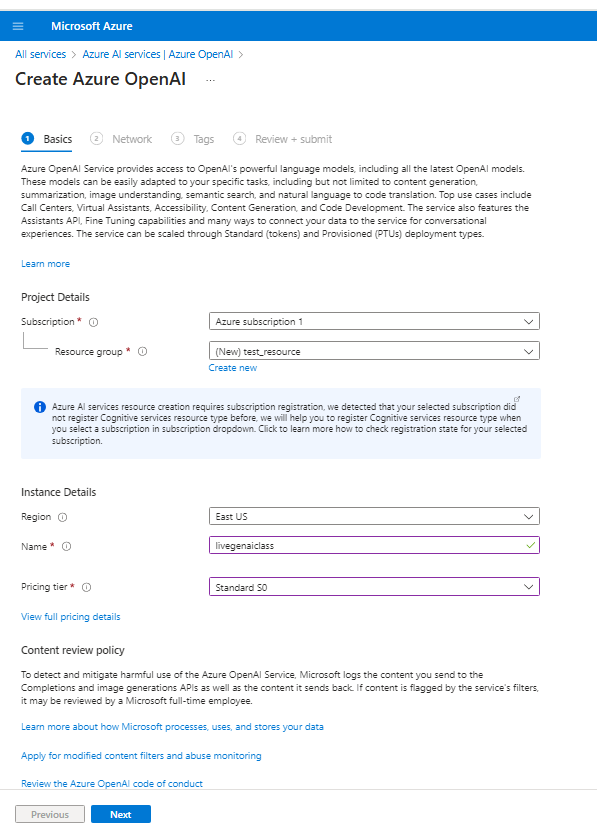 Microsoft Azure
All services > Azure AI services | Azure OpenAI >
Create Azure OpenAI ...
1 Basics 2 Network 3 Tags 4 Review + submit
Azure OpenAI Service provides access to OpenAI's powerful language models, including all the latest OpenAI models.
These models can be easily adapted to your specific tasks, including but not limited to content generation,
summarization, image understanding, semantic search, and natural language to code translation. Top use cases include
Call Centers, Virtual Assistants, Accessibility, Content Generation, and Code Development. The service also features the
Assistants API, Fine Tuning capabilities and many ways to connect your data to the service for conversational
experiences. The service can be scaled through Standard (tokens) and Provisioned (PTUs) deployment types.
Learn more
Project Details
Subscription * Azure subscription 1
Resource group * (New) test_resource
Create new
Azure AI services resource creation requires subscription registration, we detected that your selected subscription did
not register Cognitive services resource type before, we will help you to register Cognitive services resource type when
you select a subscription in subscription dropdown. Click to learn more how to check registration state for your selected
subscription.
Instance Details
Region East US
Name * livegenaiclass
Pricing tier * Standard S0
View full pricing details
Content review policy
To detect and mitigate harmful use of the Azure OpenAI Service, Microsoft logs the content you send to the
Completions and image generations APIs as well as the content it sends back. If content is flagged by the service's filters,
it may be reviewed by a Microsoft full-time employee.
Learn more about how Microsoft processes, uses, and stores your data
Apply for modified content filters and abuse monitoring
Review the Azure OpenAI code of conduct
Previous Next